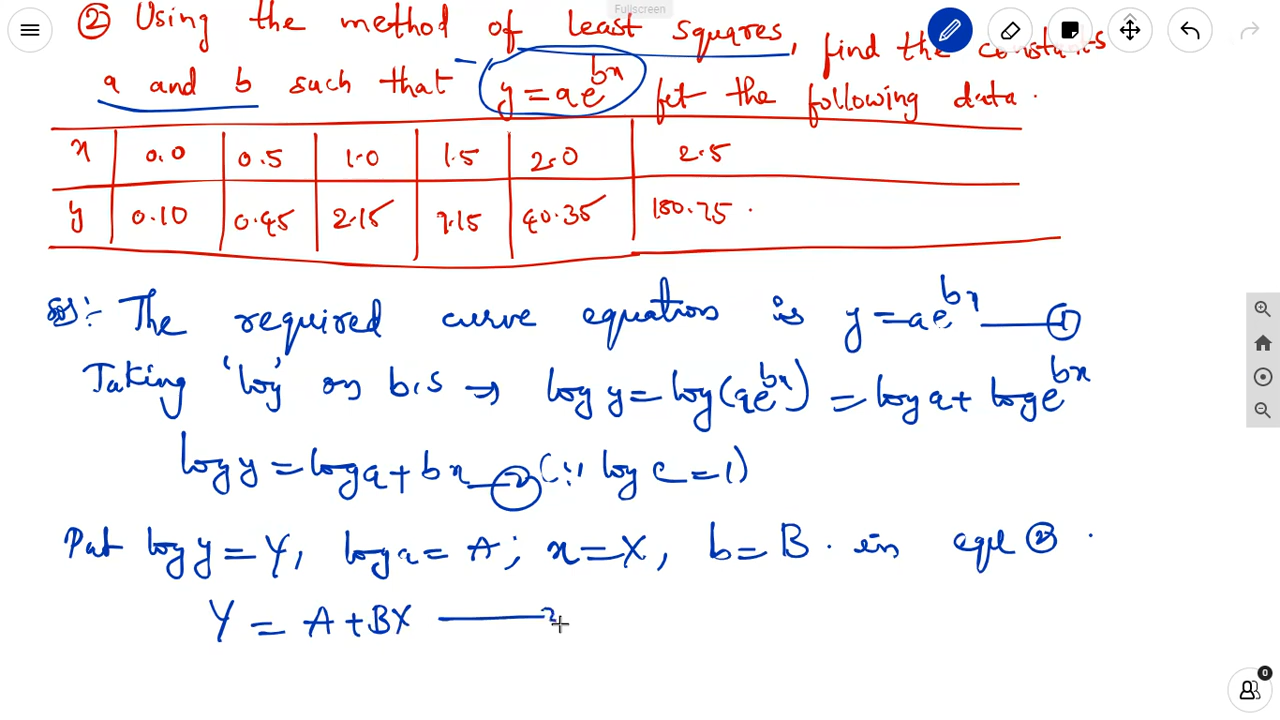 Fullscreen
② Using the method of least squares, find the constants
a and b such that y = ae^bx fit the following data.
x 0.0 0.5 1.0 1.5 2.0 2.5
y 0.10 0.45 2.15 9.15 40.35 180.75 .
Sol:- The required curve equation is y = ae^bx —— ①
Taking 'log' on b.s → log y = log(ae^bx) = log a + log e^bx
log y = log a + bx — ② (∵ log e = 1)
Put log y = Y, log a = A; x = X, b = B. in eqn ② .
Y = A + BX ——
0